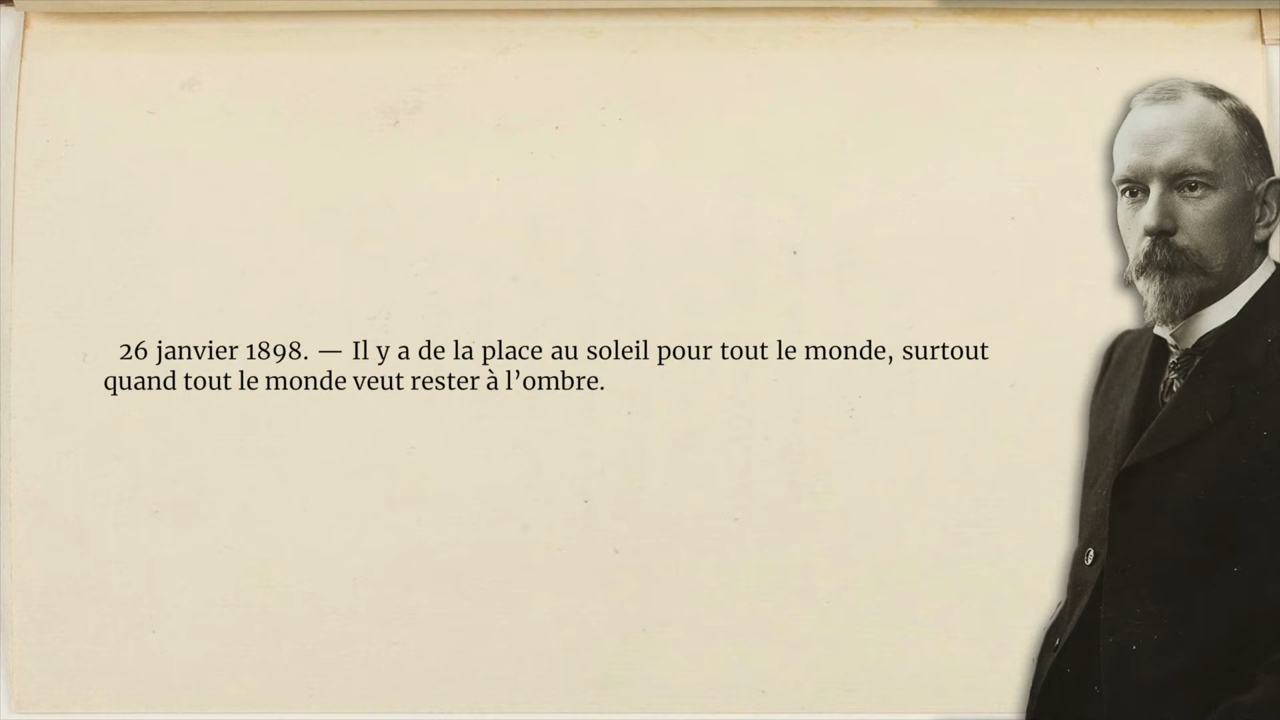 26 janvier 1898. — Il y a de la place au soleil pour tout le monde, surtout
quand tout le monde veut rester à l’ombre.